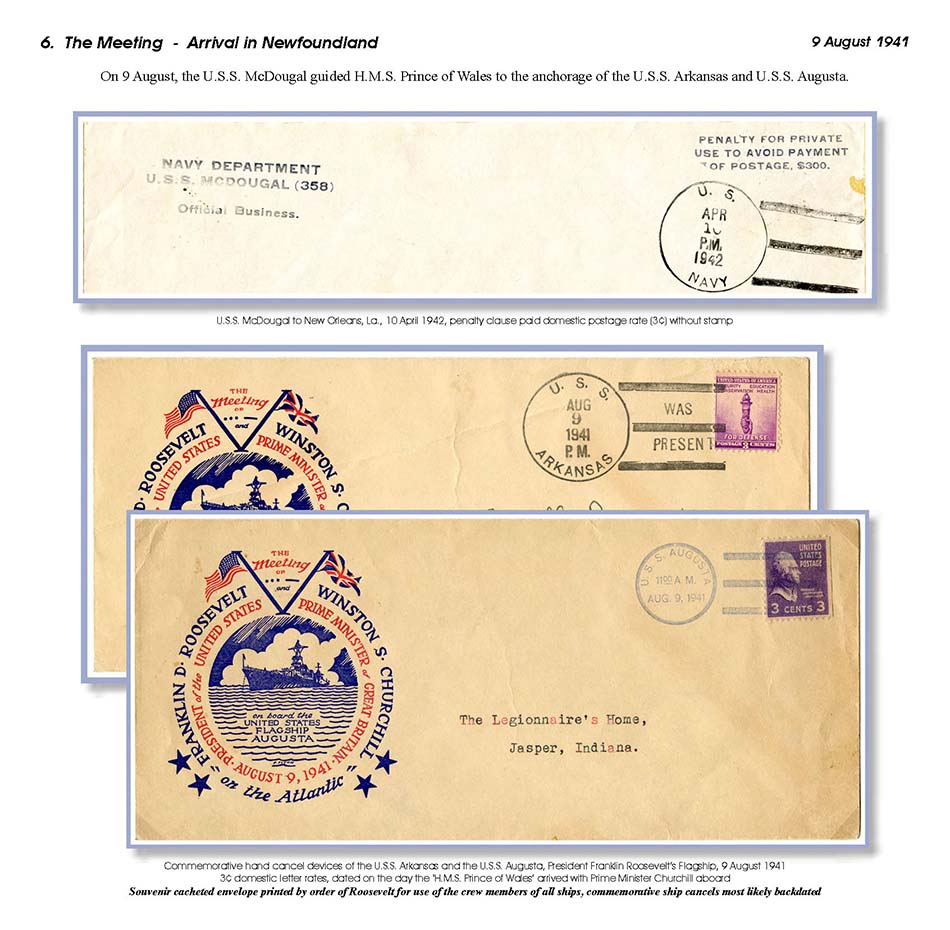 6. The Meeting - Arrival in Newfoundland
9 August 1941
On 9 August, the U.S.S. McDougal guided H.M.S. Prince of Wales to the anchorage of the U.S.S. Arkansas and U.S.S. Augusta.
NAVY DEPARTMENT
U.S.S. MCDOUGAL (358)
Official Business.
PENALTY FOR PRIVATE
USE TO AVOID PAYMENT
OF POSTAGE, $300.
U. S.
APR
P.M.
1942
NAVY
U.S.S. McDougal to New Orleans, La., 10 April 1942, penalty clause paid domestic postage rate (3¢) without stamp
THE
Meeting
OF
and
D. ROOSEVELT
UNITED STATES
WINSTON S. C
PRIME MINISTER of
U. S. S.
AUG
9
1941
P.M.
ARKANSAS
WAS
PRESENT
UNITED STATES OF AMERICA
SECURITY EDUCATION
CONSERVATION HEALTH
FOR DEFENSE
POSTAGE 3 CENTS
THE
Meeting
OF
and
FRANKLIN D. ROOSEVELT
PRESIDENT of the UNITED STATES
WINSTON S. CHURCHILL
PRIME MINISTER of GREAT BRITAIN
on board the
UNITED STATES
FLAGSHIP
AUGUSTA
AUGUST 9, 1941
"on the Atlantic"
U. S. S. AUGUSTA
1100 A. M.
AUG. 9, 1941
UNITED
STATES
POSTAGE
3 CENTS 3
The Legionnaire's Home,
Jasper, Indiana.
Commemorative hand cancel devices of the U.S.S. Arkansas and the U.S.S. Augusta, President Franklin Roosevelt's Flagship, 9 August 1941
3¢ domestic letter rates, dated on the day the 'H.M.S. Prince of Wales' arrived with Prime Minister Churchill aboard
Souvenir cacheted envelope printed by order of Roosevelt for use of the crew members of all ships, commemorative ship cancels most likely backdated